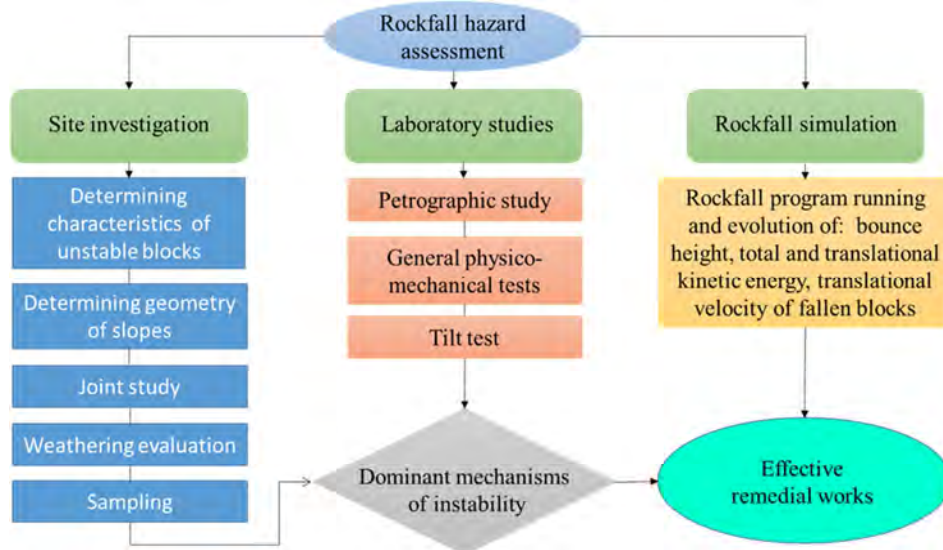 Rockfall hazard
assessment
Site investigation
Laboratory studies
Rockfall simulation
Determining
characteristics of
unstable blocks
Determining geometry
of slopes
Joint study
Weathering evaluation
Sampling
Petrographic study
General physico-
mechanical tests
Tilt test
Rockfall program running
and evolution of: bounce
height, total and translational
kinetic energy, translational
velocity of fallen blocks
Dominant mechanisms
of instability
Effective
remedial works